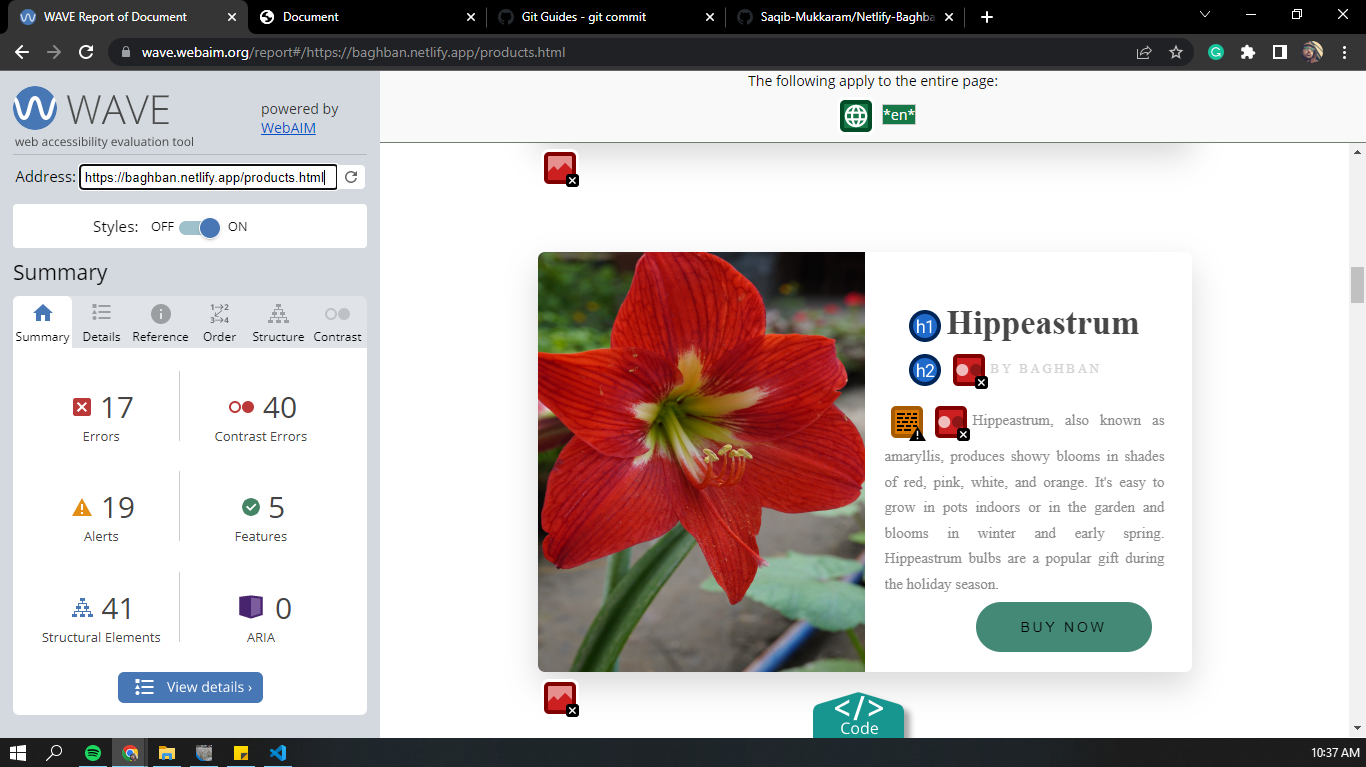 WAVE Report of Document
Document
Git Guides - git commit
Saqib-Mukkaram/Netlify-Baghba
wave.webaim.org/report#/https://baghban.netlify.app/products.html
WAVE
web accessibility evaluation tool
powered by
WebAIM
Address: https://baghban.netlify.app/products.html
Styles: OFF ON
Summary
Summary
Details
Reference
Order
Structure
Contrast
17
Errors
40
Contrast Errors
19
Alerts
5
Features
41
Structural Elements
0
ARIA
View details ›
The following apply to the entire page:
*en*
h1 Hippeastrum
h2 BY BAGHBAN
Hippeastrum, also known as
amaryllis, produces showy blooms in shades
of red, pink, white, and orange. It's easy to
grow in pots indoors or in the garden and
blooms in winter and early spring.
Hippeastrum bulbs are a popular gift during
the holiday season.
BUY NOW
</>
Code
10:37 AM